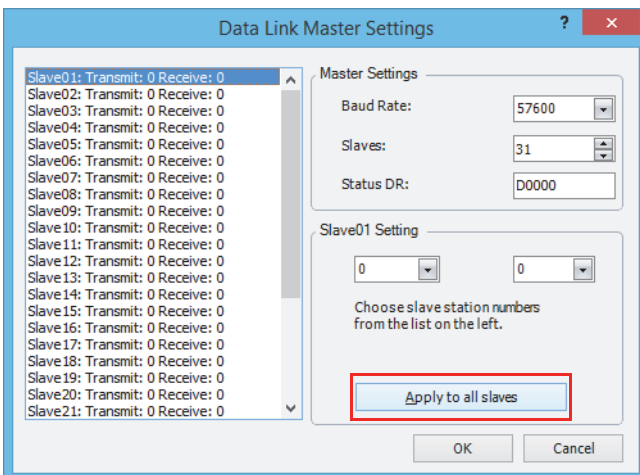 Data Link Master Settings
?
×
Slave01: Transmit: 0 Receive: 0
Slave02: Transmit: 0 Receive: 0
Slave03: Transmit: 0 Receive: 0
Slave04: Transmit: 0 Receive: 0
Slave05: Transmit: 0 Receive: 0
Slave06: Transmit: 0 Receive: 0
Slave07: Transmit: 0 Receive: 0
Slave08: Transmit: 0 Receive: 0
Slave09: Transmit: 0 Receive: 0
Slave10: Transmit: 0 Receive: 0
Slave11: Transmit: 0 Receive: 0
Slave12: Transmit: 0 Receive: 0
Slave13: Transmit: 0 Receive: 0
Slave14: Transmit: 0 Receive: 0
Slave15: Transmit: 0 Receive: 0
Slave16: Transmit: 0 Receive: 0
Slave17: Transmit: 0 Receive: 0
Slave18: Transmit: 0 Receive: 0
Slave19: Transmit: 0 Receive: 0
Slave20: Transmit: 0 Receive: 0
Slave21: Transmit: 0 Receive: 0
Master Settings
Baud Rate: 57600
Slaves: 31
Status DR: D0000
Slave01 Setting
0 0
Choose slave station numbers
from the list on the left.
Apply to all slaves
OK Cancel